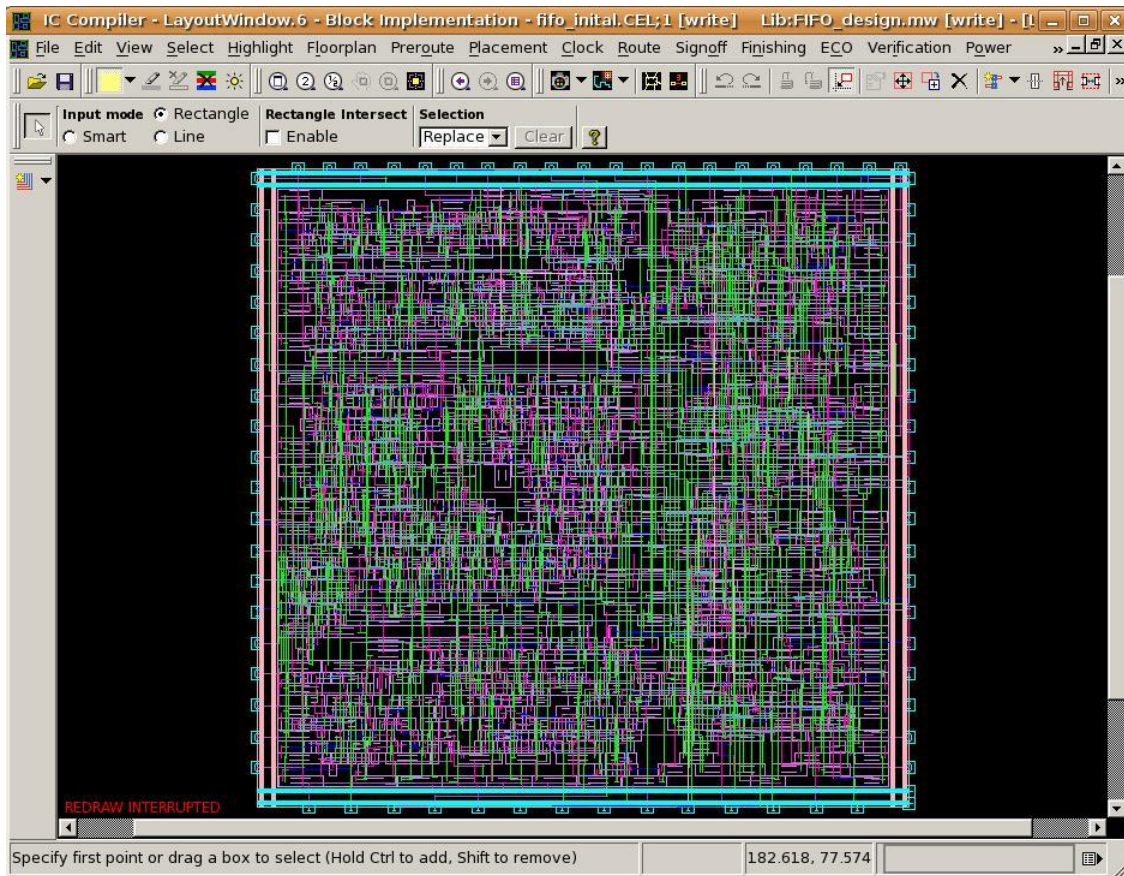 IC Compiler - LayoutWindow.6 - Block Implementation - fifo_inital.CEL;1 [write]    Lib:FIFO_design.mw [write] - [L
File Edit View Select Highlight Floorplan Preroute Placement Clock Route Signoff Finishing ECO Verification Power »
Input mode Rectangle Rectangle Intersect Selection
Smart Line Enable Replace Clear ?
REDRAW INTERRUPTED
Specify first point or drag a box to select (Hold Ctrl to add, Shift to remove) 182.618, 77.574